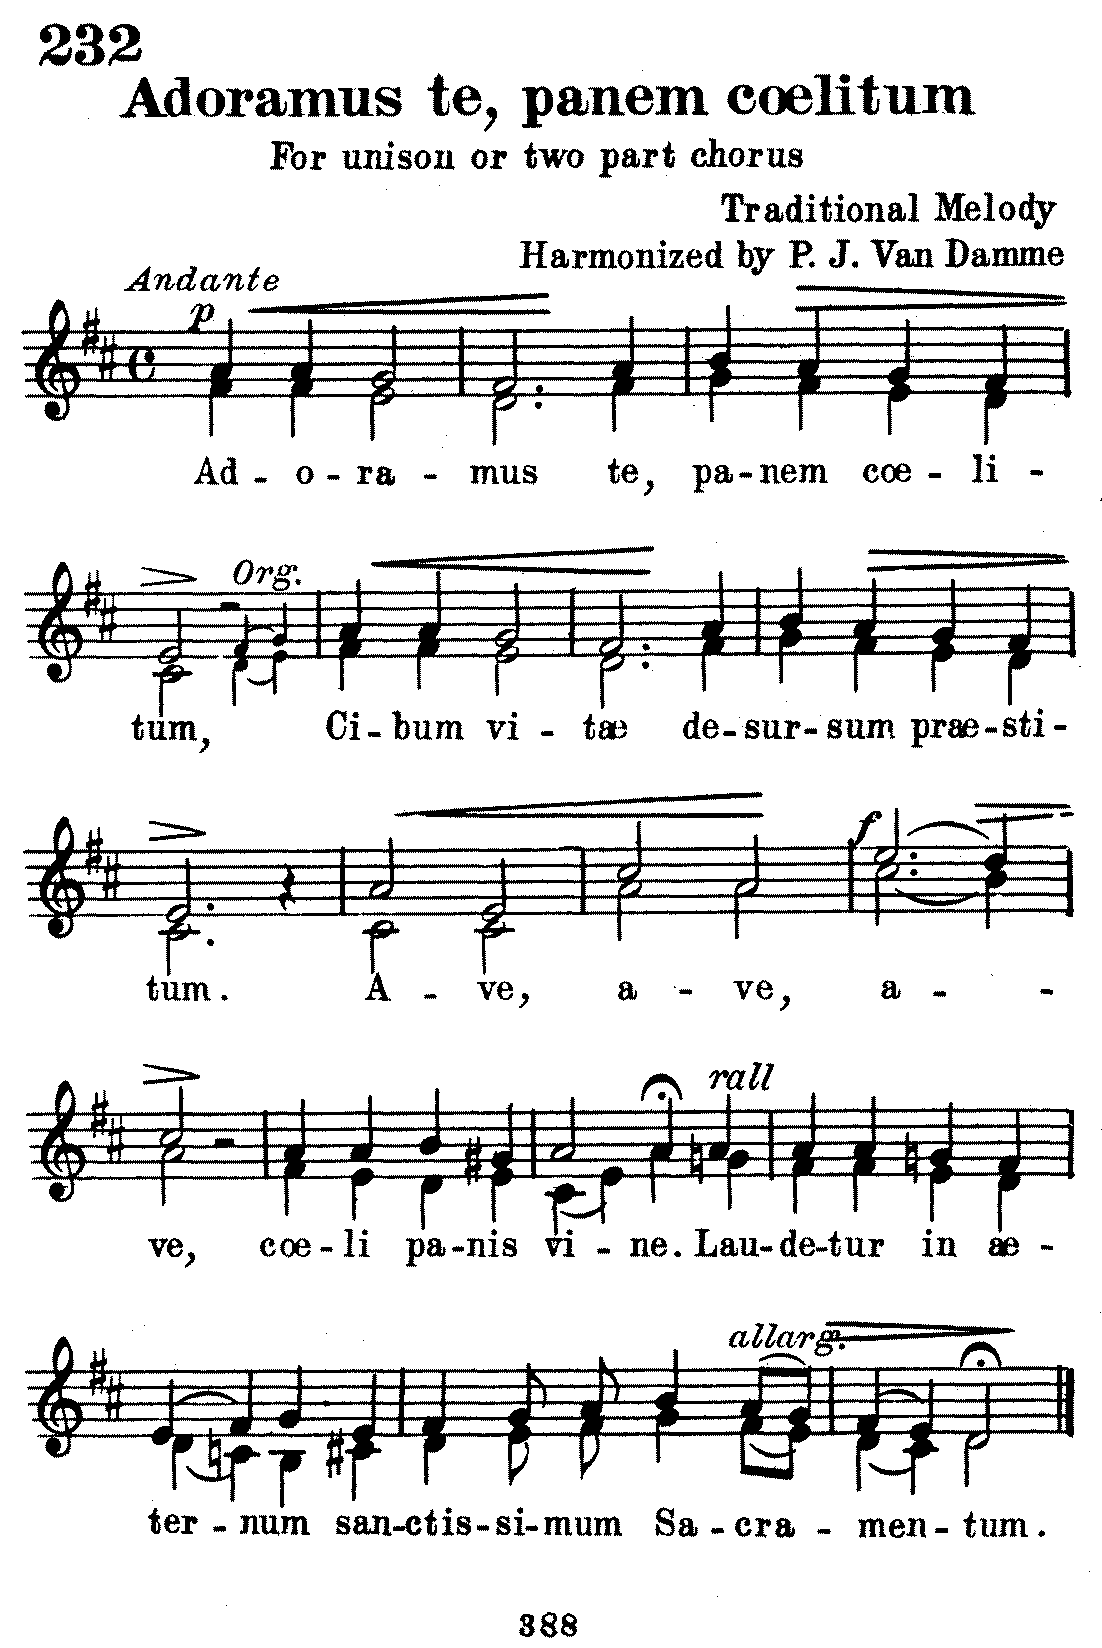 232
Adoramus te, panem cœlitum
For unison or two part chorus
Traditional Melody
Harmonized by P. J. Van Damme
Andante
p
Ad - o - ra - mus te, pa - nem cœ - li -
Org.
tum, Ci - bum vi - tæ de - sur - sum præ - sti -
f
tum. A - ve, a - ve, a - -
rall
ve, cœ - li pa - nis vi - ne. Lau - de - tur in æ -
allarg.
ter - num san - ctis - si - mum Sa - cra - men - tum.
388